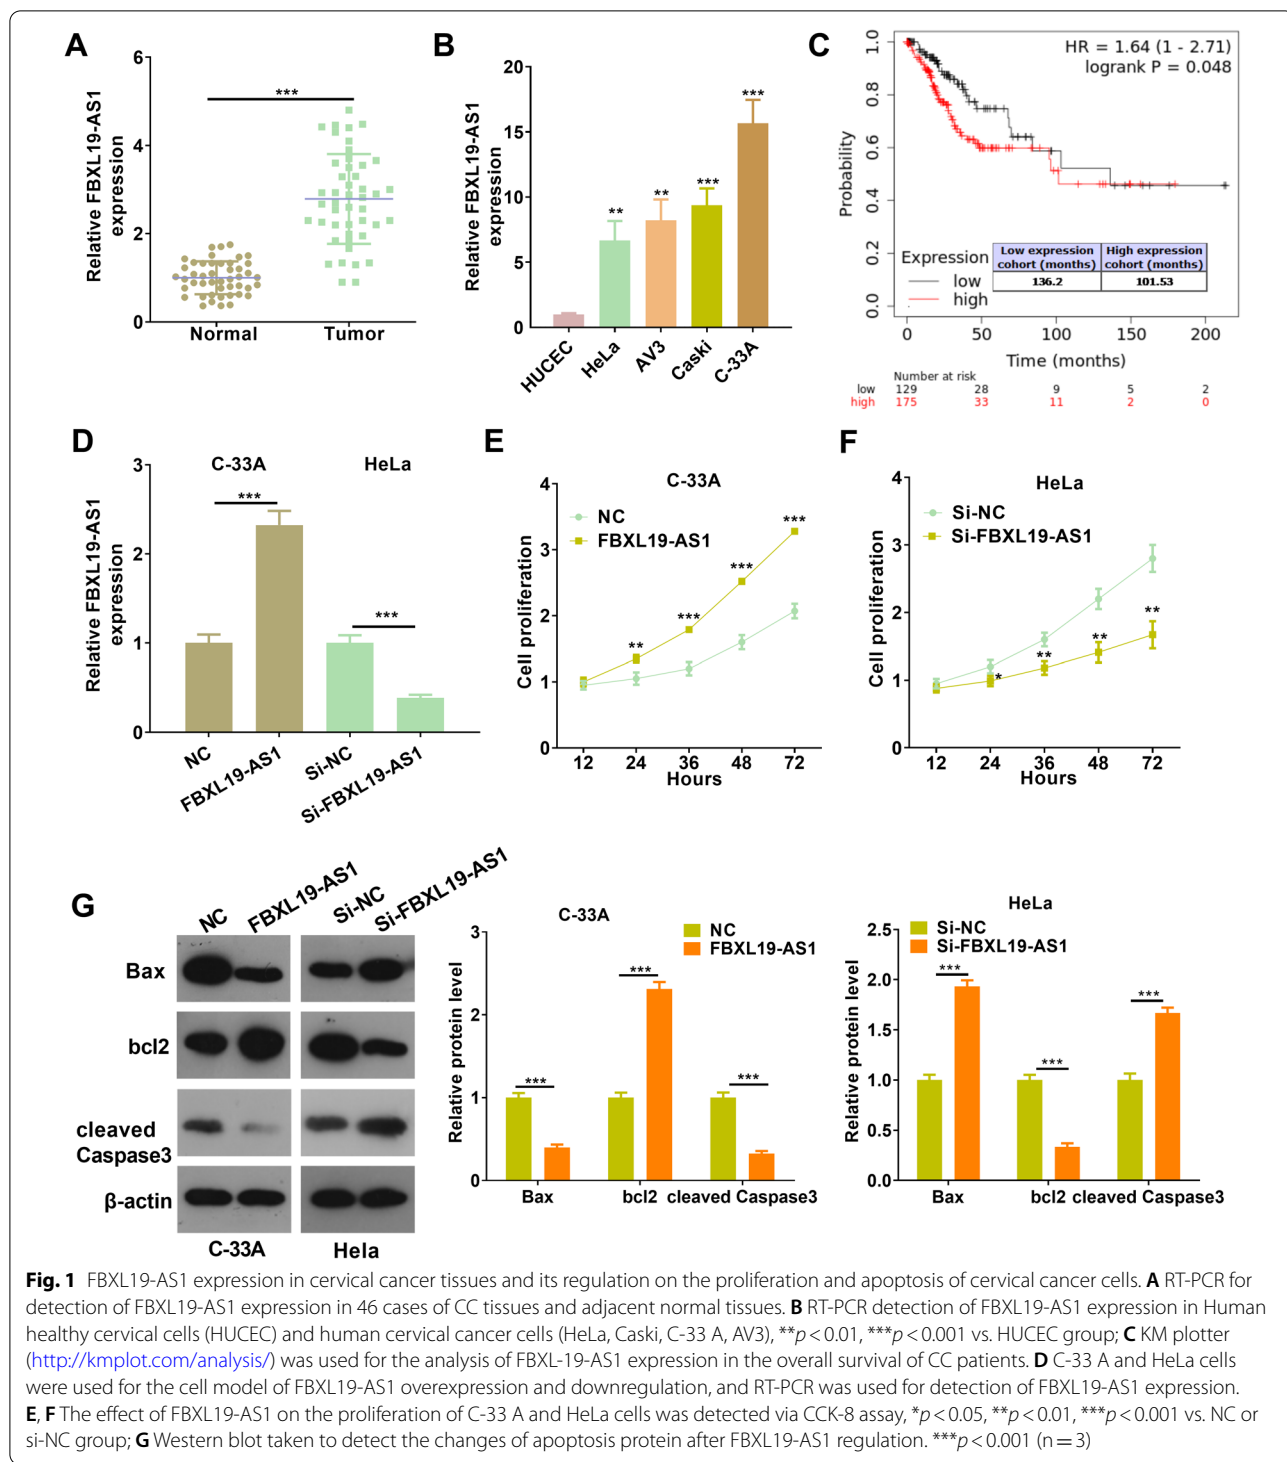 A
Relative FBXL19-AS1
expression
6
4
2
0
***
Normal
Tumor
B
Relative FBXL19-AS1
expression
20
15
10
5
0
**
**
***
***
HUCEC
HeLa
AV3
Caski
C-33A
C
HR = 1.64 (1 - 2.71)
logrank P = 0.048
Probability
1.0
0.8
0.6
0.4
0.2
0.0
Expression
low
high
Low expression
cohort (months)
High expression
cohort (months)
136.2
101.53
0 50 100 150 200
Time (months)
Number at risk
low 129 28 9 5 2
high 175 33 11 2 0
D
Relative FBXL19-AS1
expression
3
2
1
0
C-33A
HeLa
***
***
NC
FBXL19-AS1
Si-NC
Si-FBXL19-AS1
E
C-33A
Cell proliferation
4
3
2
1
0
NC
FBXL19-AS1
**
***
***
***
12 24 36 48 72
Hours
F
HeLa
Cell proliferation
4
3
2
1
0
Si-NC
Si-FBXL19-AS1
*
**
**
**
12 24 36 48 72
Hours
G
NC
FBXL19-AS1
Si-NC
Si-FBXL19-AS1
Bax
bcl2
cleaved
Caspase3
β-actin
C-33A
Hela
C-33A
NC
FBXL19-AS1
Relative protein level
3
2
1
0
***
***
***
Bax
bcl2
cleaved Caspase3
HeLa
Si-NC
Si-FBXL19-AS1
Relative protein level
2.5
2.0
1.5
1.0
0.5
0.0
***
***
***
Bax
bcl2
cleaved Caspase3
Fig. 1 FBXL19-AS1 expression in cervical cancer tissues and its regulation on the proliferation and apoptosis of cervical cancer cells. A RT-PCR for
detection of FBXL19-AS1 expression in 46 cases of CC tissues and adjacent normal tissues. B RT-PCR detection of FBXL19-AS1 expression in Human
healthy cervical cells (HUCEC) and human cervical cancer cells (HeLa, Caski, C-33 A, AV3), **p < 0.01, ***p < 0.001 vs. HUCEC group; C KM plotter
(http://kmplot.com/analysis/) was used for the analysis of FBXL-19-AS1 expression in the overall survival of CC patients. D C-33 A and HeLa cells
were used for the cell model of FBXL19-AS1 overexpression and downregulation, and RT-PCR was used for detection of FBXL19-AS1 expression.
E, F The effect of FBXL19-AS1 on the proliferation of C-33 A and HeLa cells was detected via CCK-8 assay, *p < 0.05, **p < 0.01, ***p < 0.001 vs. NC or
si-NC group; G Western blot taken to detect the changes of apoptosis protein after FBXL19-AS1 regulation. ***p < 0.001 (n = 3)